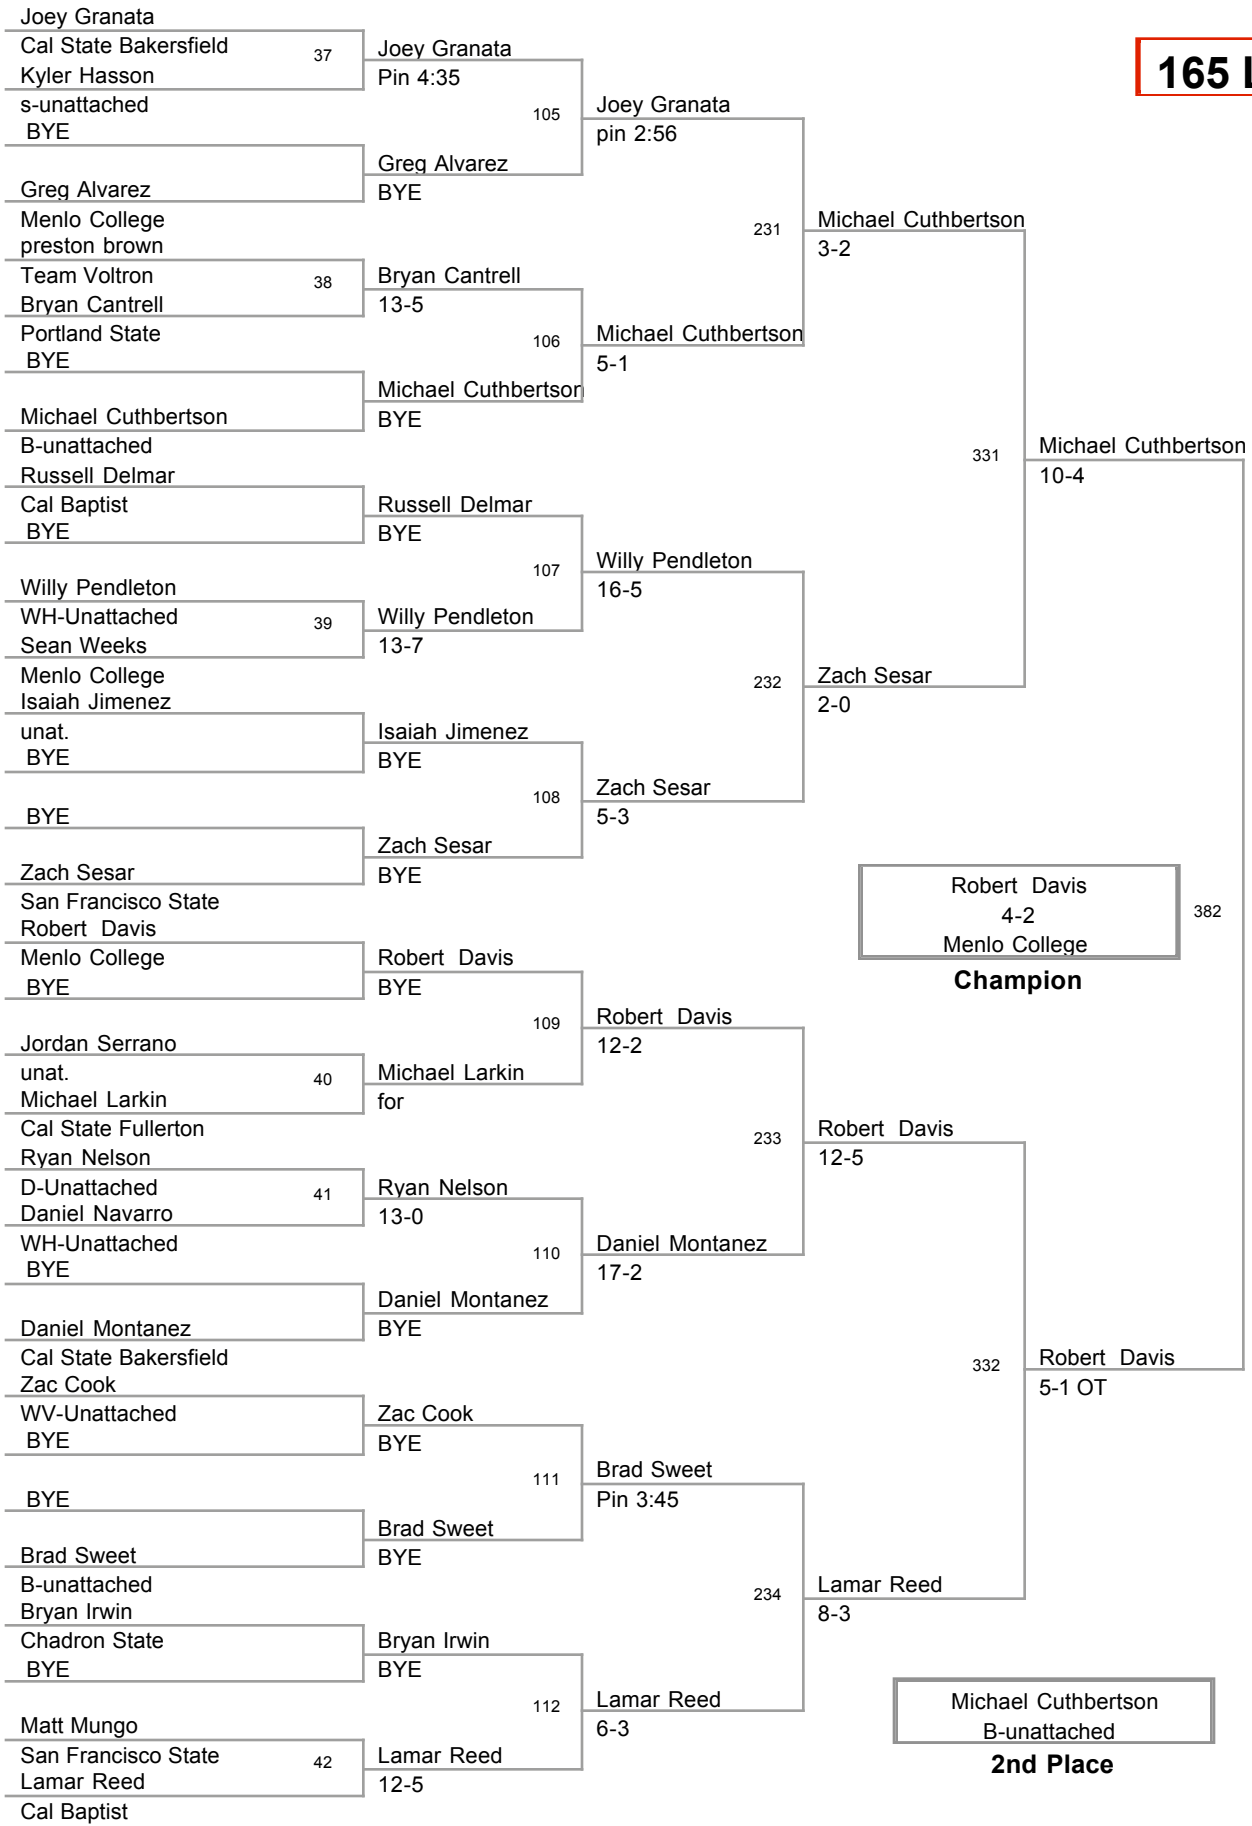 165 L
Joey Granata
Cal State Bakersfield
37
Kyler Hasson
s-unattached
BYE
Greg Alvarez
Menlo College
preston brown
Team Voltron
38
Bryan Cantrell
Portland State
BYE
Michael Cuthbertson
B-unattached
Russell Delmar
Cal Baptist
BYE
Willy Pendleton
WH-Unattached
39
Sean Weeks
Menlo College
Isaiah Jimenez
unat.
BYE
BYE
Zach Sesar
San Francisco State
Robert Davis
Menlo College
BYE
Jordan Serrano
unat.
40
Michael Larkin
Cal State Fullerton
Ryan Nelson
D-Unattached
41
Daniel Navarro
WH-Unattached
BYE
Daniel Montanez
Cal State Bakersfield
Zac Cook
WV-Unattached
BYE
BYE
Brad Sweet
B-unattached
Bryan Irwin
Chadron State
BYE
Matt Mungo
San Francisco State
42
Lamar Reed
Cal Baptist
Joey Granata
Pin 4:35
105
Greg Alvarez
BYE
Bryan Cantrell
13-5
106
Michael Cuthbertson
BYE
Russell Delmar
BYE
107
Willy Pendleton
13-7
Isaiah Jimenez
BYE
108
Zach Sesar
BYE
Robert Davis
BYE
109
Michael Larkin
for
Ryan Nelson
13-0
110
Daniel Montanez
BYE
Zac Cook
BYE
111
Brad Sweet
BYE
Bryan Irwin
BYE
112
Lamar Reed
12-5
Joey Granata
pin 2:56
231
Michael Cuthbertson
5-1
Willy Pendleton
16-5
232
Zach Sesar
5-3
Robert Davis
12-2
233
Daniel Montanez
17-2
Brad Sweet
Pin 3:45
234
Lamar Reed
6-3
Michael Cuthbertson
3-2
331
Zach Sesar
2-0
Robert Davis
12-5
332
Lamar Reed
8-3
Michael Cuthbertson
10-4
Robert Davis
5-1 OT
Robert Davis
4-2
382
Menlo College
Champion
Michael Cuthbertson
B-unattached
2nd Place